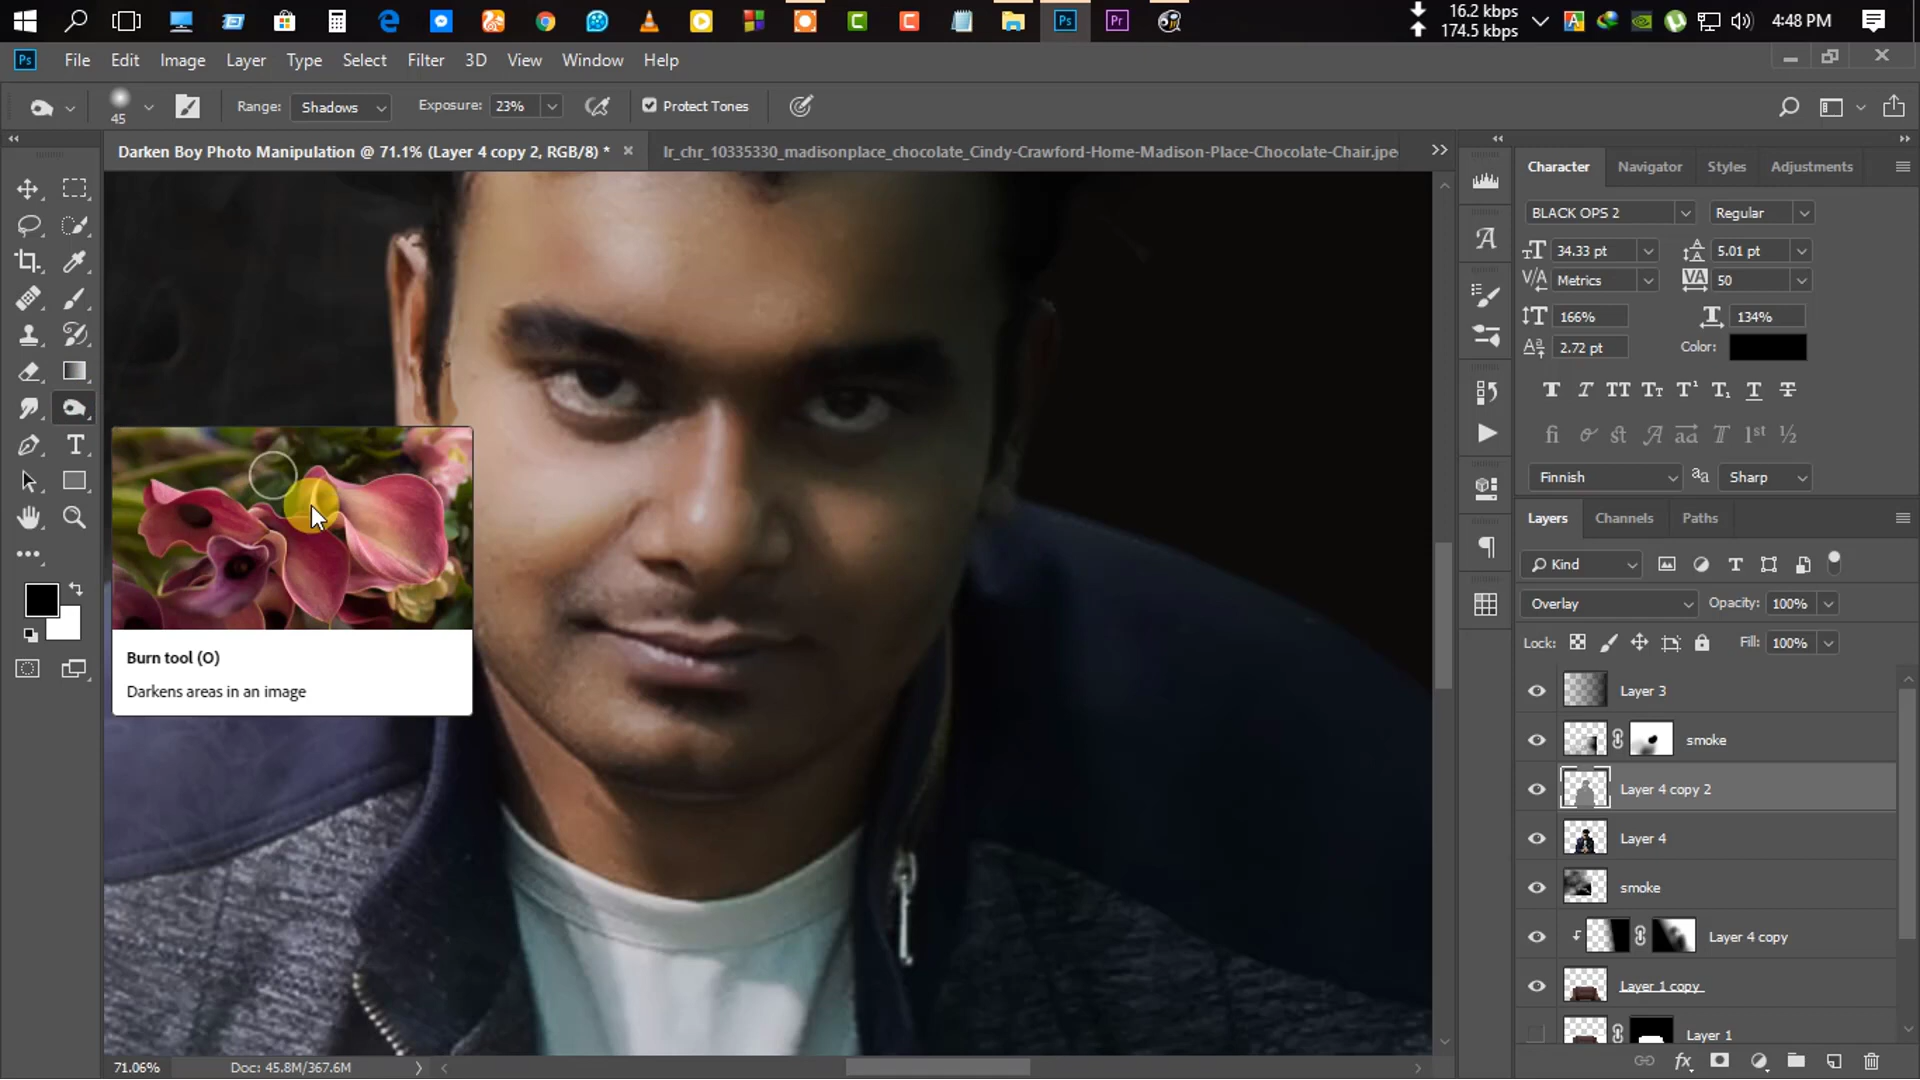 16.2 kbps
174.5 kbps
4:48 PM
Ps
Pr
File Edit Image Layer Type Select Filter 3D View Window Help
45
Range: Shadows
Exposure: 23%
Protect Tones
Darken Boy Photo Manipulation @ 71.1% (Layer 4 copy 2, RGB/8) *
lr_chr_10335330_madisonplace_chocolate_Cindy-Crawford-Home-Madison-Place-Chocolate-Chair.jpe
Burn tool (O)
Darkens areas in an image
71.06%
Doc: 45.8M/367.6M
Character Navigator Styles Adjustments
BLACK OPS 2
Regular
34.33 pt
5.01 pt
Metrics
50
166%
134%
2.72 pt
Color:
Finnish
Sharp
Layers Channels Paths
Kind
Overlay
Opacity: 100%
Lock:
Fill: 100%
Layer 3
smoke
Layer 4 copy 2
Layer 4
smoke
Layer 4 copy
Layer 1 copy
Layer 1